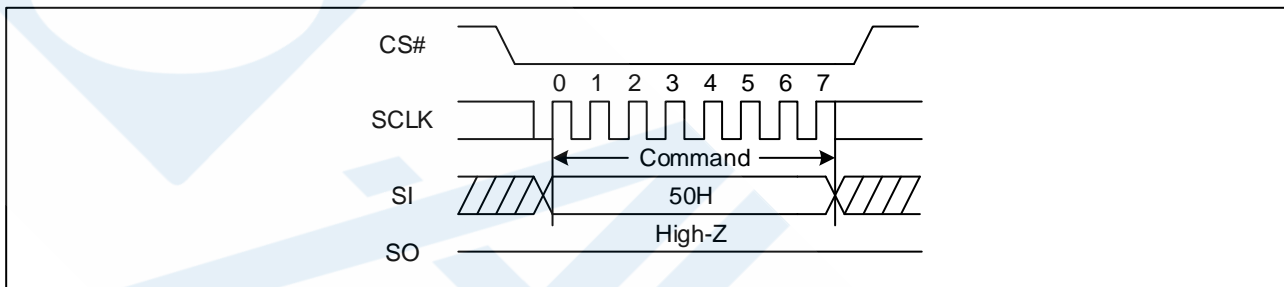 CS#
0 1 2 3 4 5 6 7
SCLK
Command
SI
50H
High-Z
SO